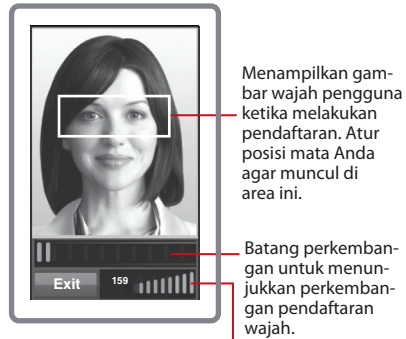 Menampilkan gam-
bar wajah pengguna
ketika melakukan
pendaftaran. Atur
posisi mata Anda
agar muncul di
area ini.
Batang perkemban-
gan untuk menun-
jukkan perkemban-
gan pendaftaran
wajah.
Exit
159